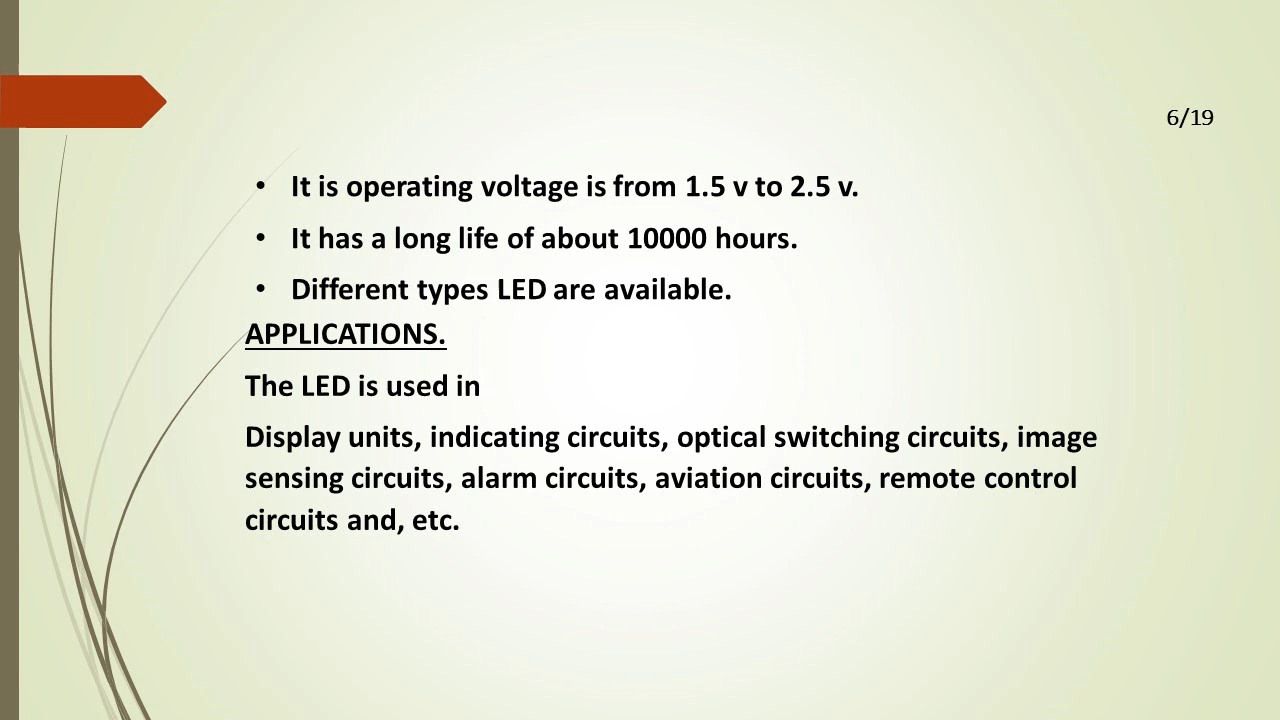 6/19
• It is operating voltage is from 1.5 v to 2.5 v.
• It has a long life of about 10000 hours.
• Different types LED are available.
APPLICATIONS.
The LED is used in
Display units, indicating circuits, optical switching circuits, image
sensing circuits, alarm circuits, aviation circuits, remote control
circuits and, etc.